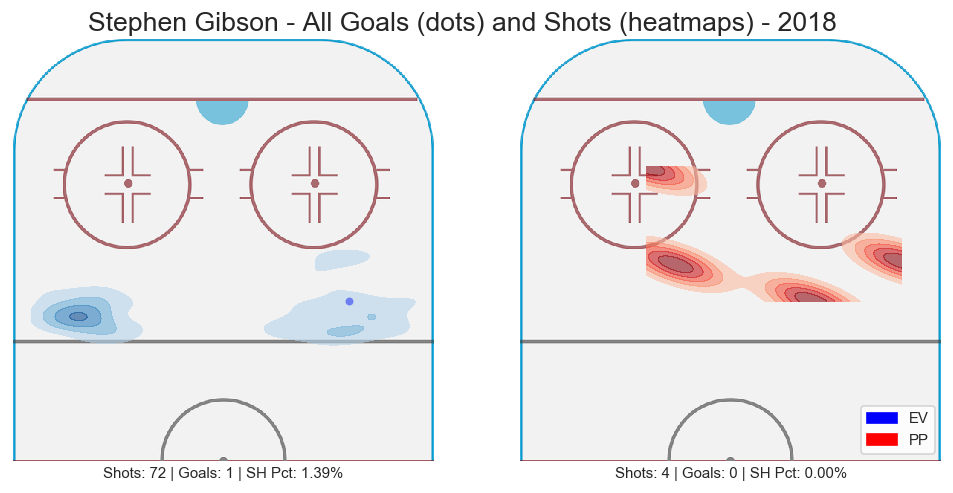 Stephen Gibson - All Goals (dots) and Shots (heatmaps) - 2018
EV
PP
Shots: 72 | Goals: 1 | SH Pct: 1.39%
Shots: 4 | Goals: 0 | SH Pct: 0.00%